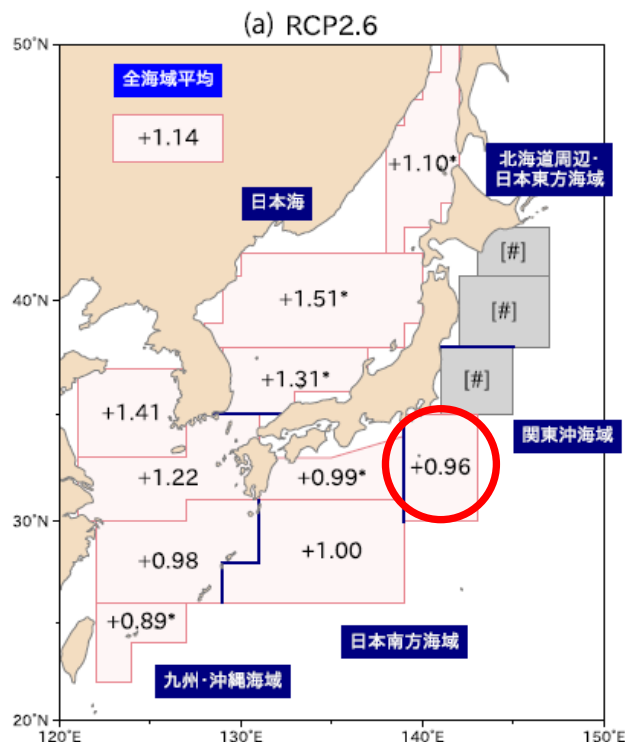 (a) RCP2.6
50˚N
全海域平均
+1.14
+1.10*
北海道周辺・
日本東方海域
日本海
[#]
40˚N
+1.51*
[#]
+1.31*
[#]
+1.41
関東沖海域
+0.96
+1.22
+0.99*
30˚N
+0.98
+1.00
+0.89*
日本南方海域
九州・沖縄海域
20˚N
120˚E
130˚E
140˚E
150˚E